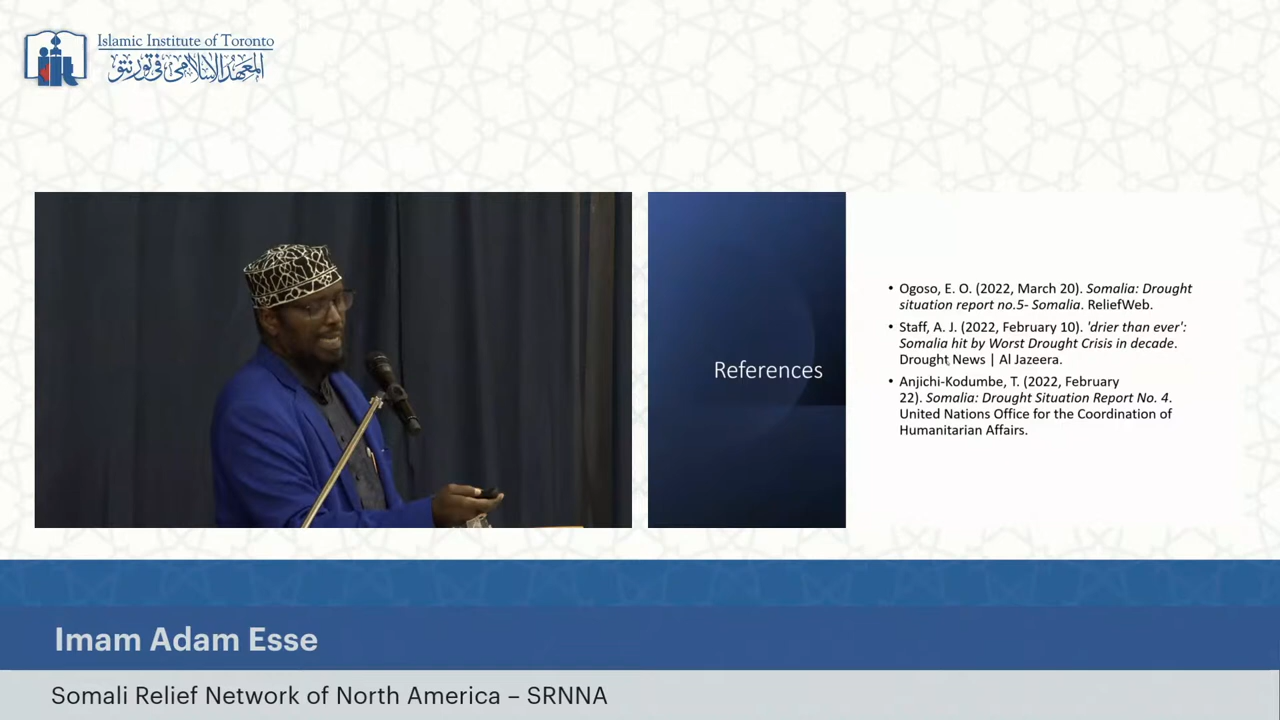 Islamic Institute of Toronto
المعهد الإسلامي في تورنتو
References
• Ogoso, E. O. (2022, March 20). Somalia: Drought
situation report no.5- Somalia. ReliefWeb.
• Staff, A. J. (2022, February 10). 'drier than ever':
Somalia hit by Worst Drought Crisis in decade.
Drought News | Al Jazeera.
• Anjichi-Kodumbe, T. (2022, February
22). Somalia: Drought Situation Report No. 4.
United Nations Office for the Coordination of
Humanitarian Affairs.
Imam Adam Esse
Somali Relief Network of North America – SRNNA